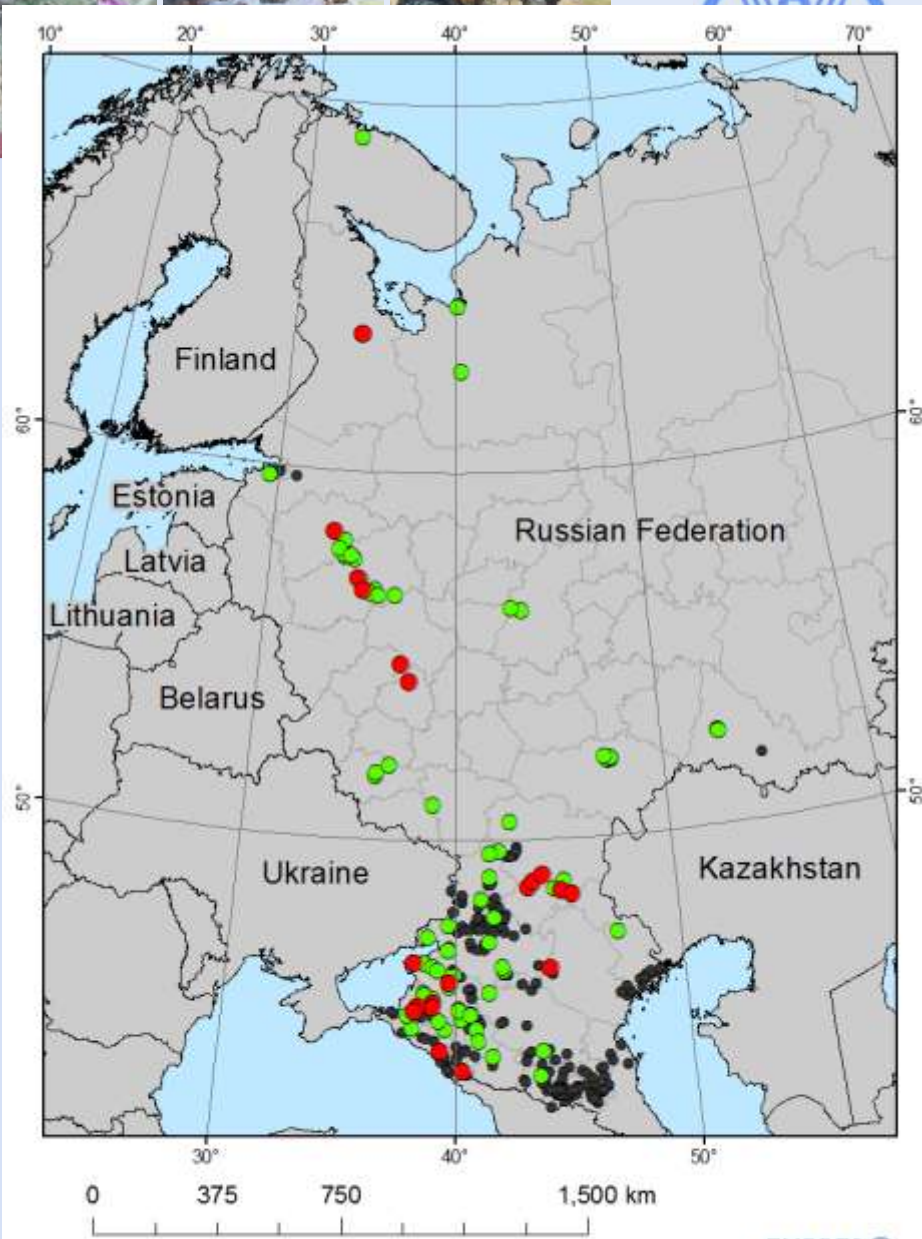 10° 20° 30° 40° 50° 60° 70°
Finland
60° 60°
Estonia
Russian Federation
Latvia
Lithuania
Belarus
50° 50°
Ukraine
Kazakhstan
30° 40° 50°
0 375 750 1,500 km